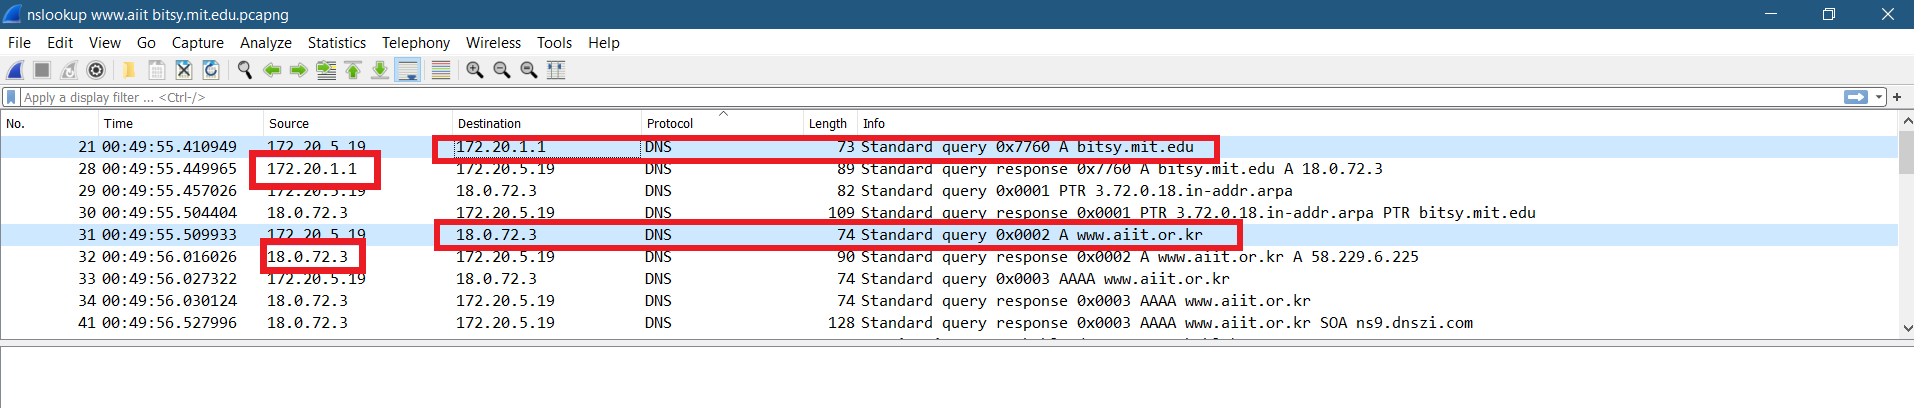 nslookup www.aiit bitsy.mit.edu.pcapng
File Edit View Go Capture Analyze Statistics Telephony Wireless Tools Help
Apply a display filter ... <Ctrl-/>
No. Time Source Destination Protocol Length Info
21 00:49:55.410949 172.20.5.19 172.20.1.1 DNS 73 Standard query 0x7760 A bitsy.mit.edu
28 00:49:55.449965 172.20.1.1 172.20.5.19 DNS 89 Standard query response 0x7760 A bitsy.mit.edu A 18.0.72.3
29 00:49:55.457026 172.20.5.19 18.0.72.3 DNS 82 Standard query 0x0001 PTR 3.72.0.18.in-addr.arpa
30 00:49:55.504404 18.0.72.3 172.20.5.19 DNS 109 Standard query response 0x0001 PTR 3.72.0.18.in-addr.arpa PTR bitsy.mit.edu
31 00:49:55.509933 172.20.5.19 18.0.72.3 DNS 74 Standard query 0x0002 A www.aiit.or.kr
32 00:49:56.016026 18.0.72.3 172.20.5.19 DNS 90 Standard query response 0x0002 A www.aiit.or.kr A 58.229.6.225
33 00:49:56.027322 172.20.5.19 18.0.72.3 DNS 74 Standard query 0x0003 AAAA www.aiit.or.kr
34 00:49:56.030124 18.0.72.3 172.20.5.19 DNS 74 Standard query response 0x0003 AAAA www.aiit.or.kr
41 00:49:56.527996 18.0.72.3 172.20.5.19 DNS 128 Standard query response 0x0003 AAAA www.aiit.or.kr SOA ns9.dnszi.com